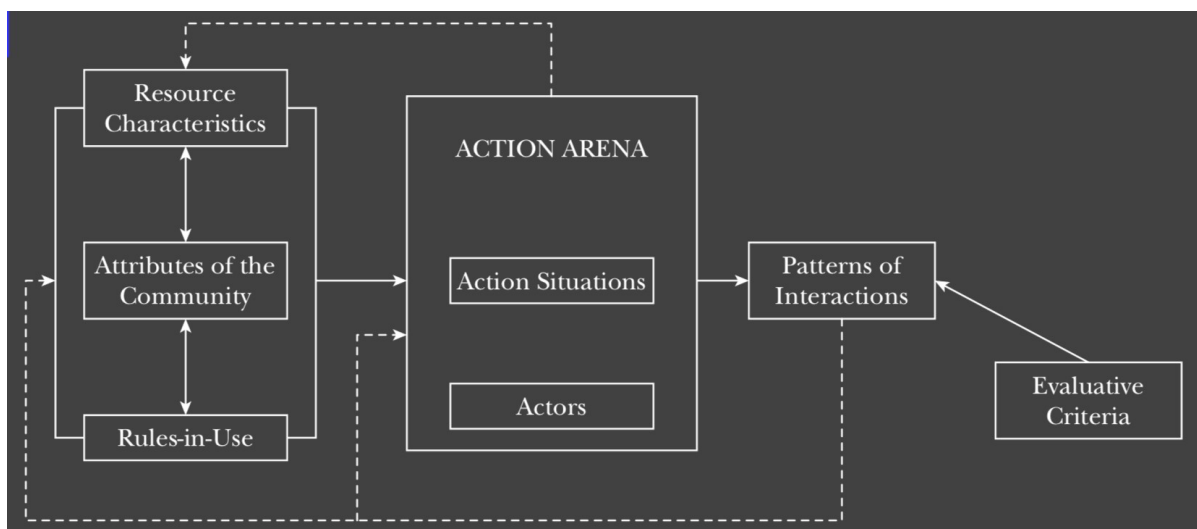 Resource
Characteristics
Attributes of the
Community
Rules-in-Use
ACTION ARENA
Action Situations
Actors
Patterns of
Interactions
Evaluative
Criteria